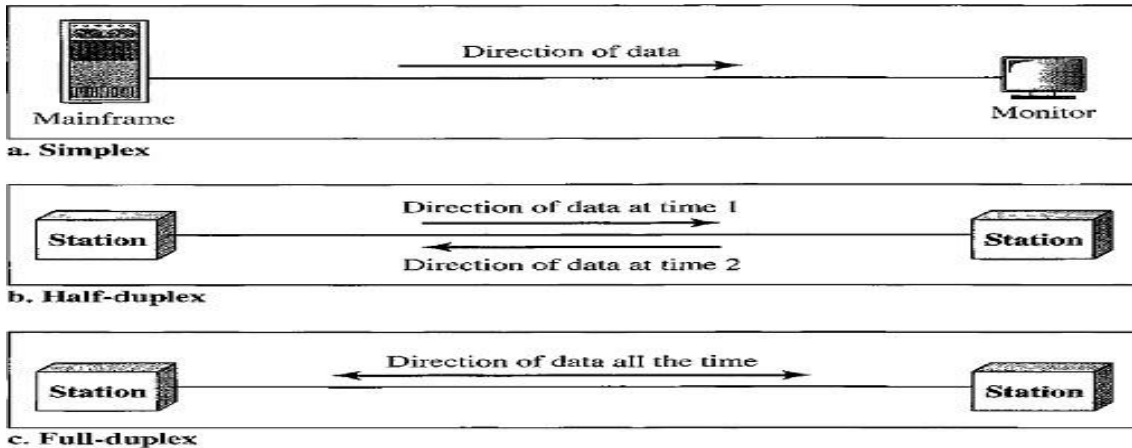 Direction of data
Mainframe
Monitor
a. Simplex
Direction of data at time 1
Station
Station
Direction of data at time 2
b. Half-duplex
Direction of data all the time
Station
Station
c. Full-duplex